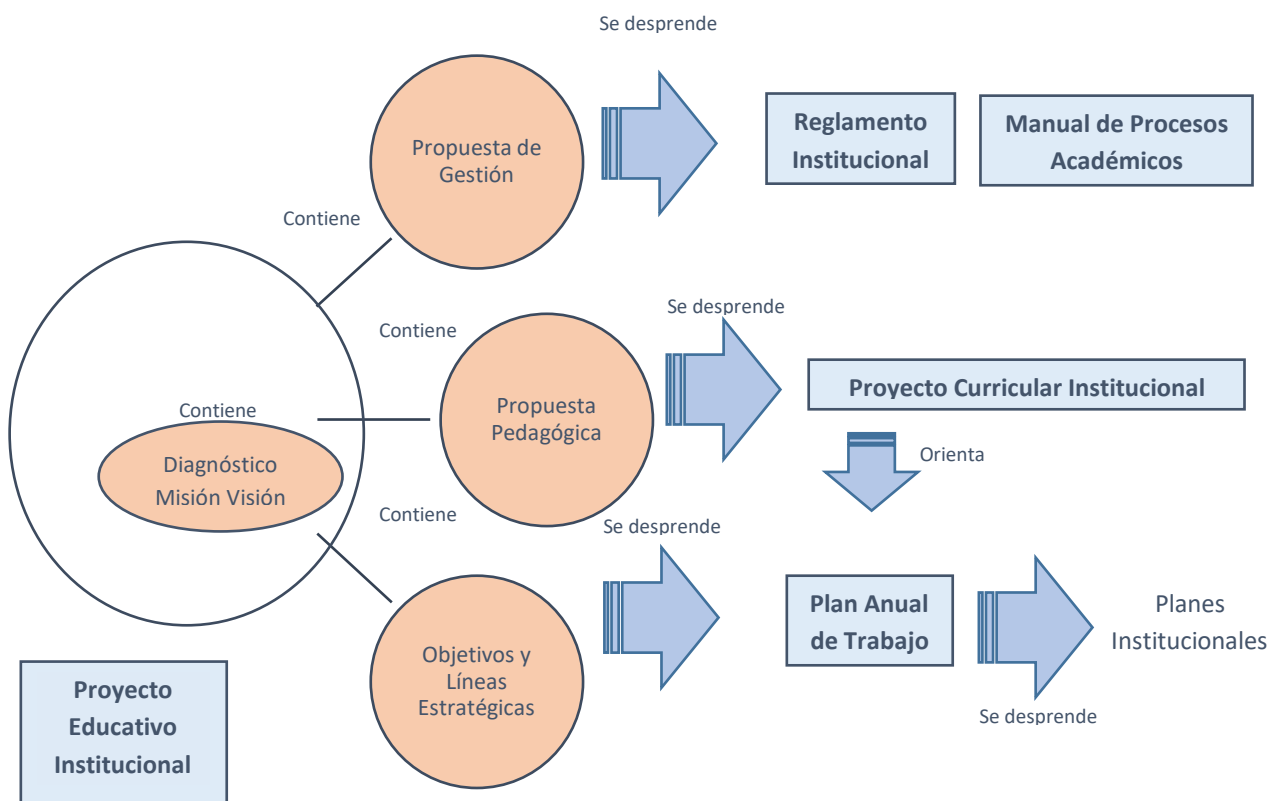 Se desprende
Propuesta de
Gestión
Reglamento
Institucional
Manual de Procesos
Académicos
Contiene
Se desprende
Contiene
Propuesta
Pedagógica
Proyecto Curricular Institucional
Contiene
Diagnóstico
Misión Visión
Orienta
Contiene
Se desprende
Objetivos y
Líneas
Estratégicas
Plan Anual
de Trabajo
Planes
Institucionales
Se desprende
Proyecto
Educativo
Institucional